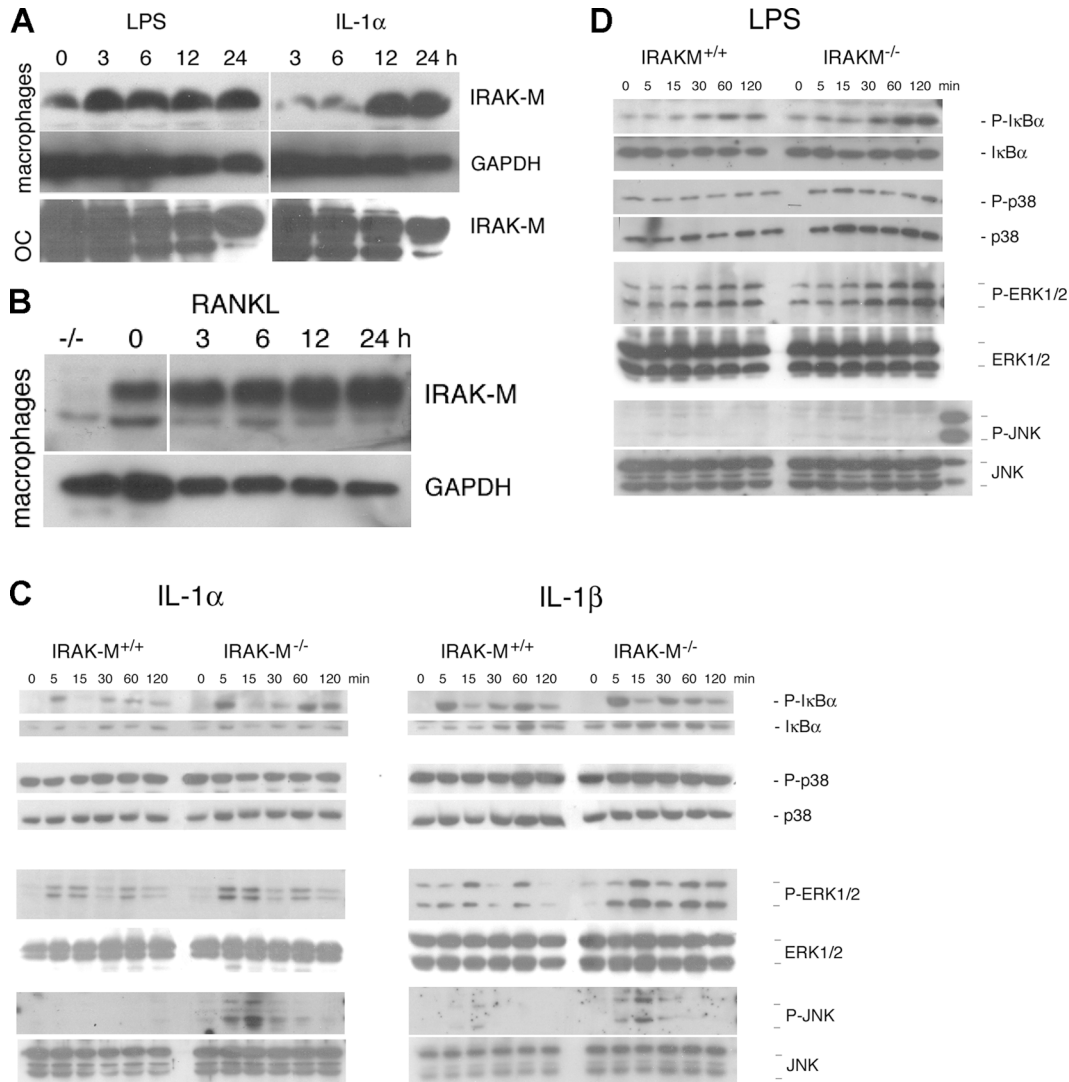 A
LPS IL-1α
0 3 6 12 24 3 6 12 24 h
macrophages
IRAK-M
GAPDH
OC
IRAK-M
B
RANKL
-/- 0 3 6 12 24 h
macrophages
IRAK-M
GAPDH
C
IL-1α IL-1β
IRAK-M+/+ IRAK-M-/- IRAK-M+/+ IRAK-M-/-
0 5 15 30 60 120 0 5 15 30 60 120 min 0 5 15 30 60 120 0 5 15 30 60 120 min
- P-IκBα
- IκBα
- P-p38
- p38
P-ERK1/2
ERK1/2
P-JNK
JNK
D
LPS
IRAKM+/+ IRAKM-/-
0 5 15 30 60 120 0 5 15 30 60 120 min
- P-IκBα
- IκBα
- P-p38
- p38
P-ERK1/2
ERK1/2
P-JNK
JNK